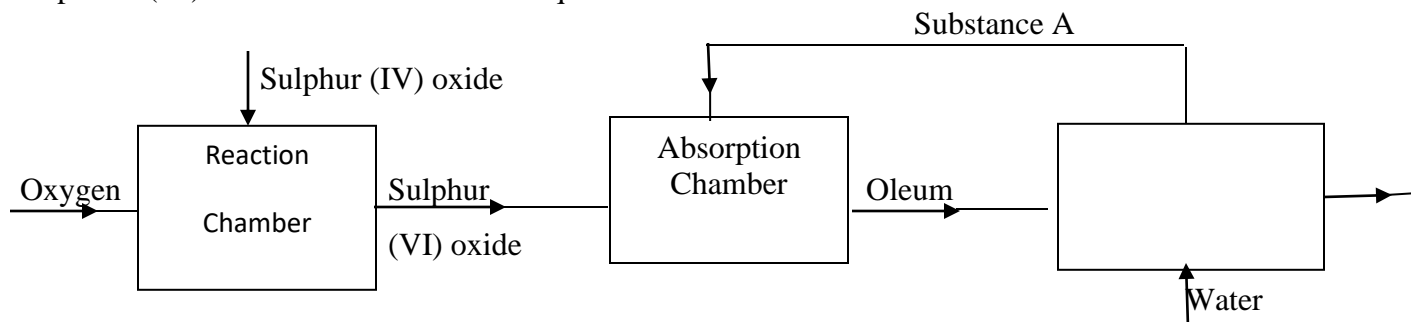 Substance A
Sulphur (IV) oxide
Reaction
Chamber
Absorption
Chamber
Oxygen
Sulphur
(VI) oxide
Oleum
Water